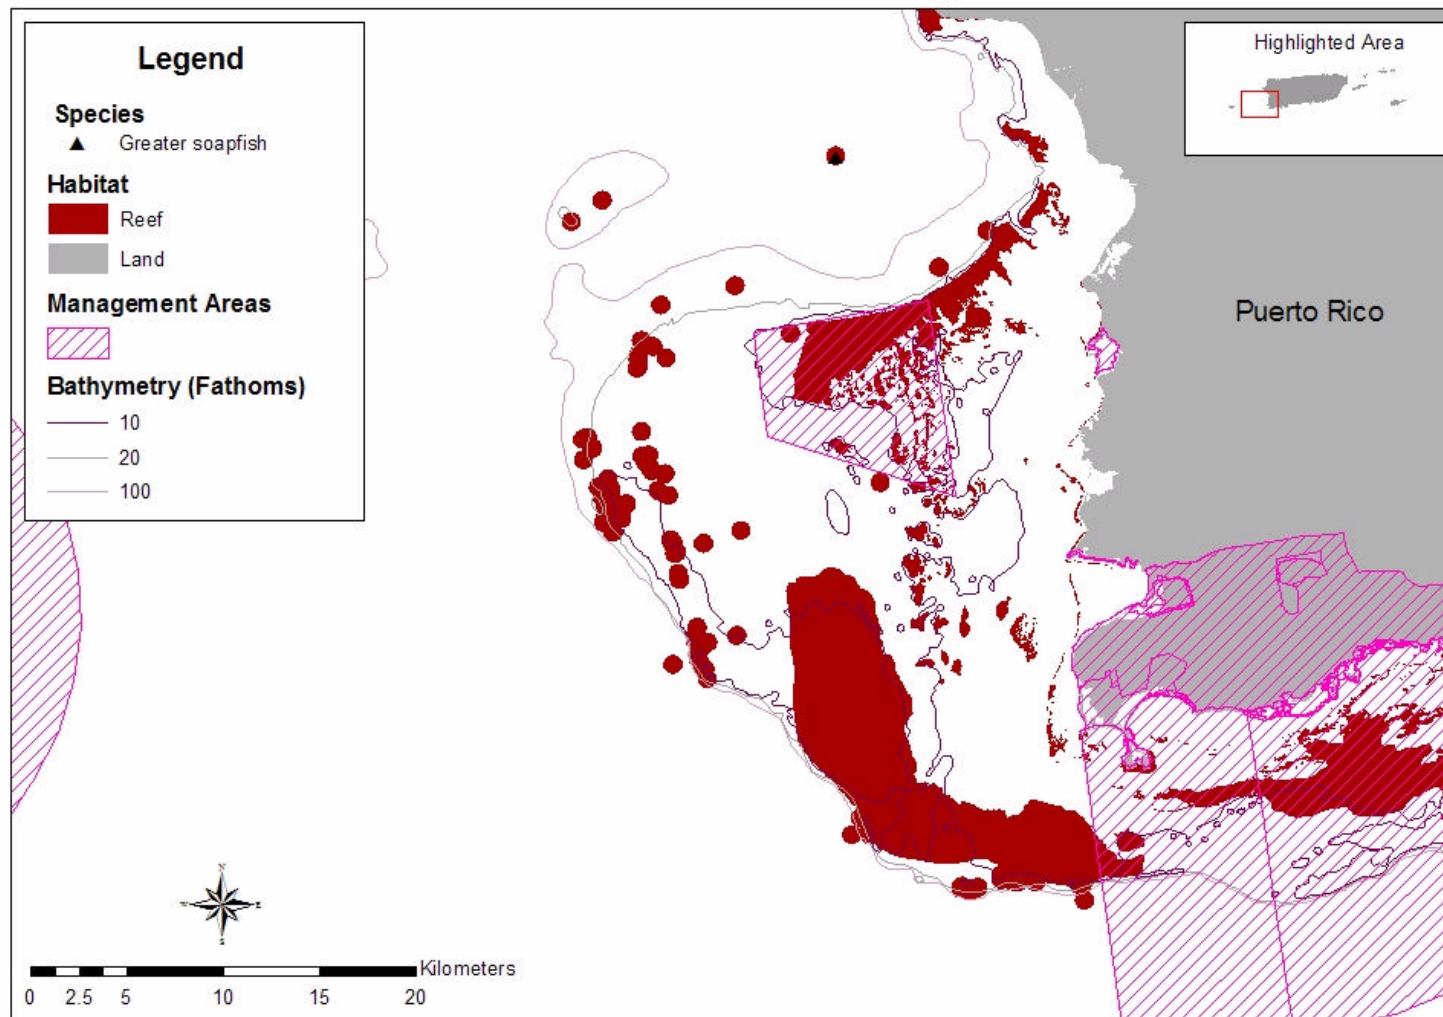 Legend
Species
Greater soapfish
Habitat
Reef
Land
Management Areas
Bathymetry (Fathoms)
10
20
100
Highlighted Area
Puerto Rico
N
W
E
S
Kilometers
0 2.5 5 10 15 20